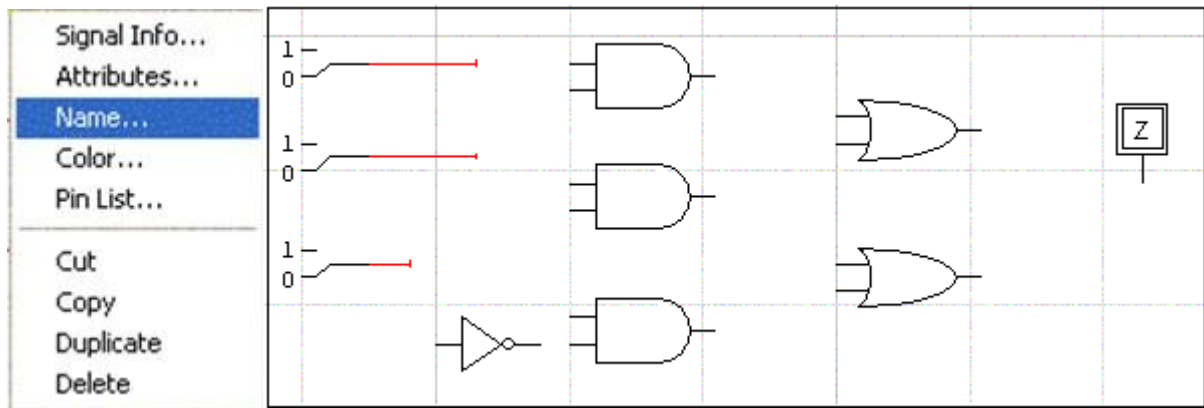 Signal Info...
Attributes...
Name...
Color...
Pin List...
Cut
Copy
Duplicate
Delete
1
0
1
0
1
0
Z